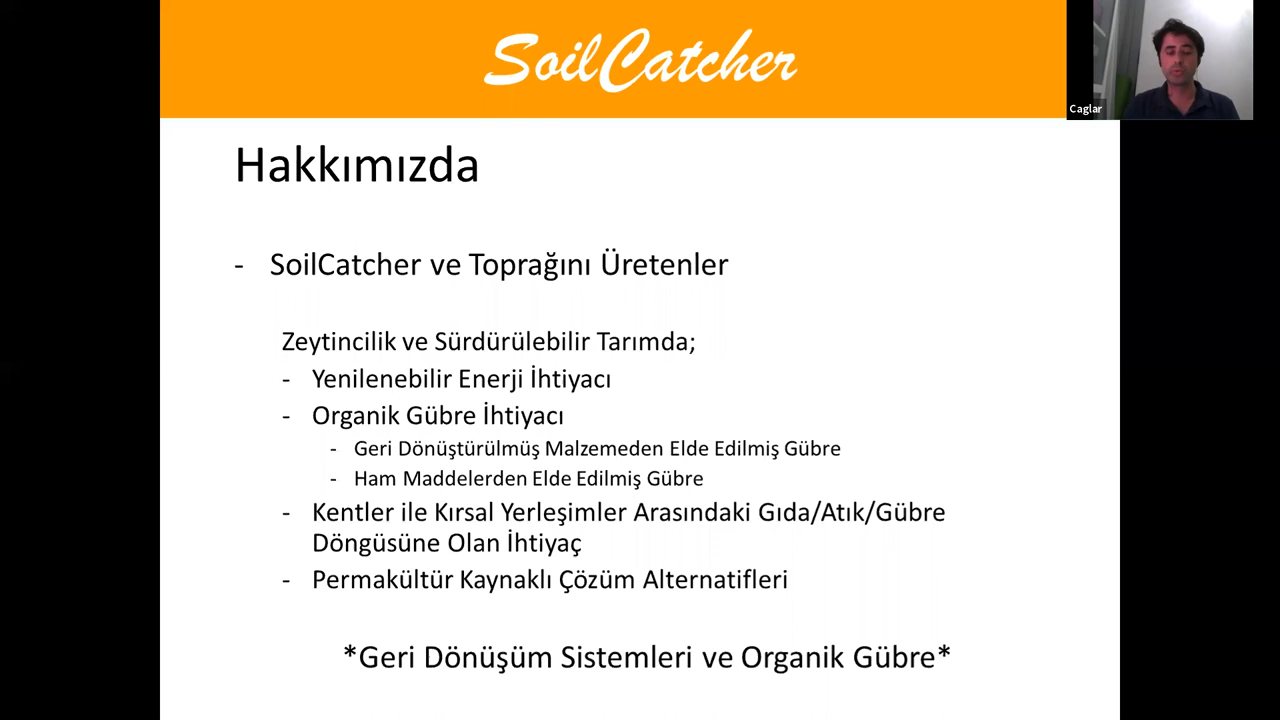 SoilCatcher
Caglar
Hakkımızda
- SoilCatcher ve Toprağını Üretenler
Zeytincilik ve Sürdürülebilir Tarımda;
- Yenilenebilir Enerji İhtiyacı
- Organik Gübre İhtiyacı
- Geri Dönüştürülmüş Malzemeden Elde Edilmiş Gübre
- Ham Maddelerden Elde Edilmiş Gübre
- Kentler ile Kırsal Yerleşimler Arasındaki Gıda/Atık/Gübre
Döngüsüne Olan İhtiyaç
- Permakültür Kaynaklı Çözüm Alternatifleri
*Geri Dönüşüm Sistemleri ve Organik Gübre*